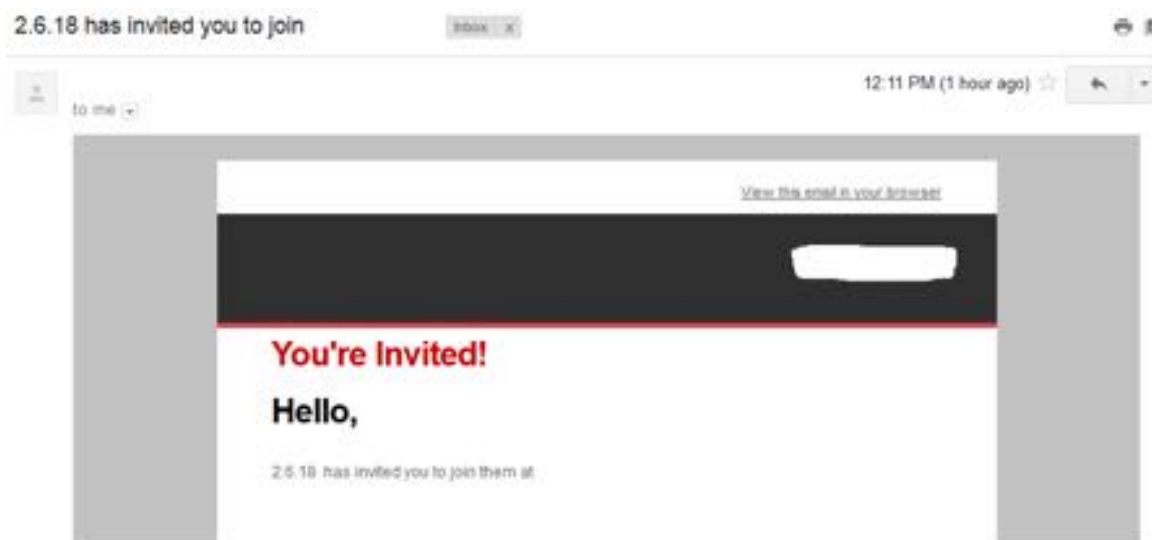 2.6.18 has invited you to join
Inbox x
12:11 PM (1 hour ago)
to me
View this email in your browser
You're Invited!
Hello,
2.6.18 has invited you to join them at